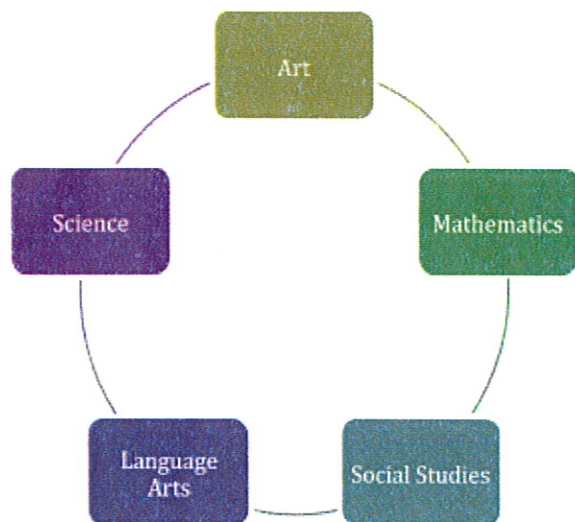 Art
Science
Mathematics
Language
Arts
Social Studies